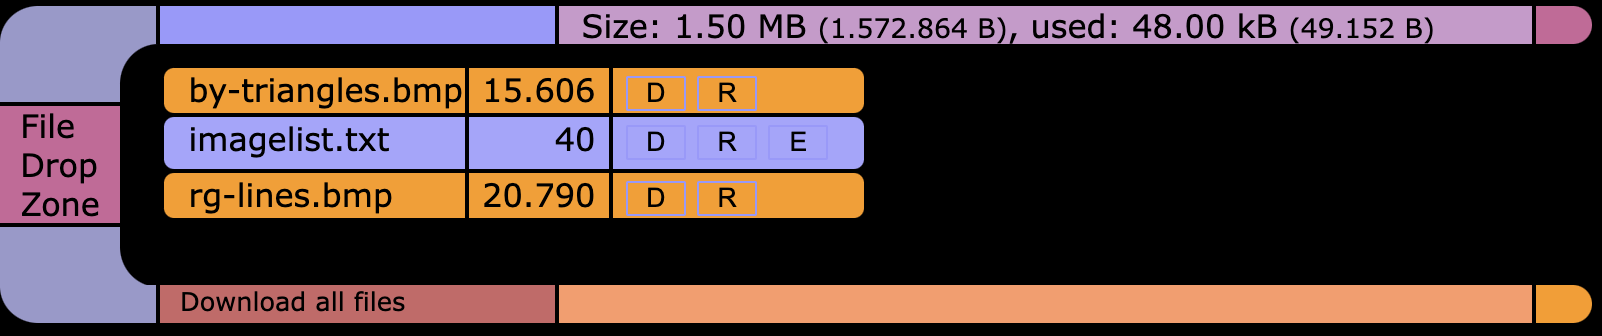 Size: 1.50 MB (1.572.864 B), used: 48.00 kB (49.152 B)
File
Drop
Zone
by-triangles.bmp 15.606 D R
imagelist.txt 40 D R E
rg-lines.bmp 20.790 D R
Download all files